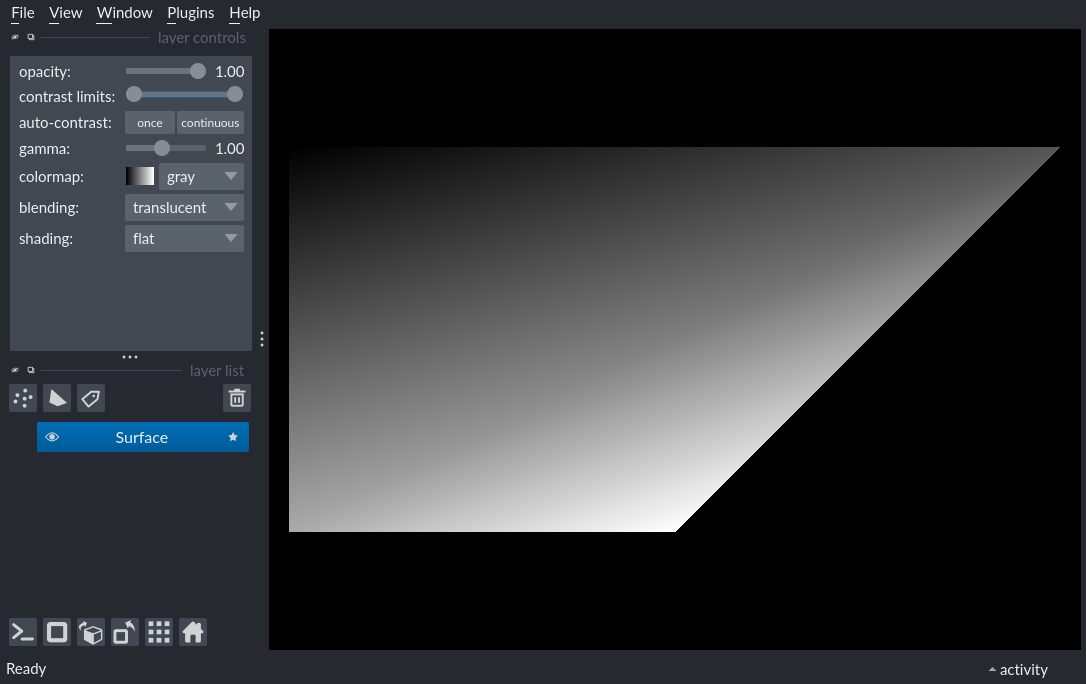 File View Window Plugins Help
layer controls
opacity: 1.00
contrast limits:
auto-contrast: once continuous
gamma: 1.00
colormap: gray
blending: translucent
shading: flat
layer list
Surface
Ready
activity